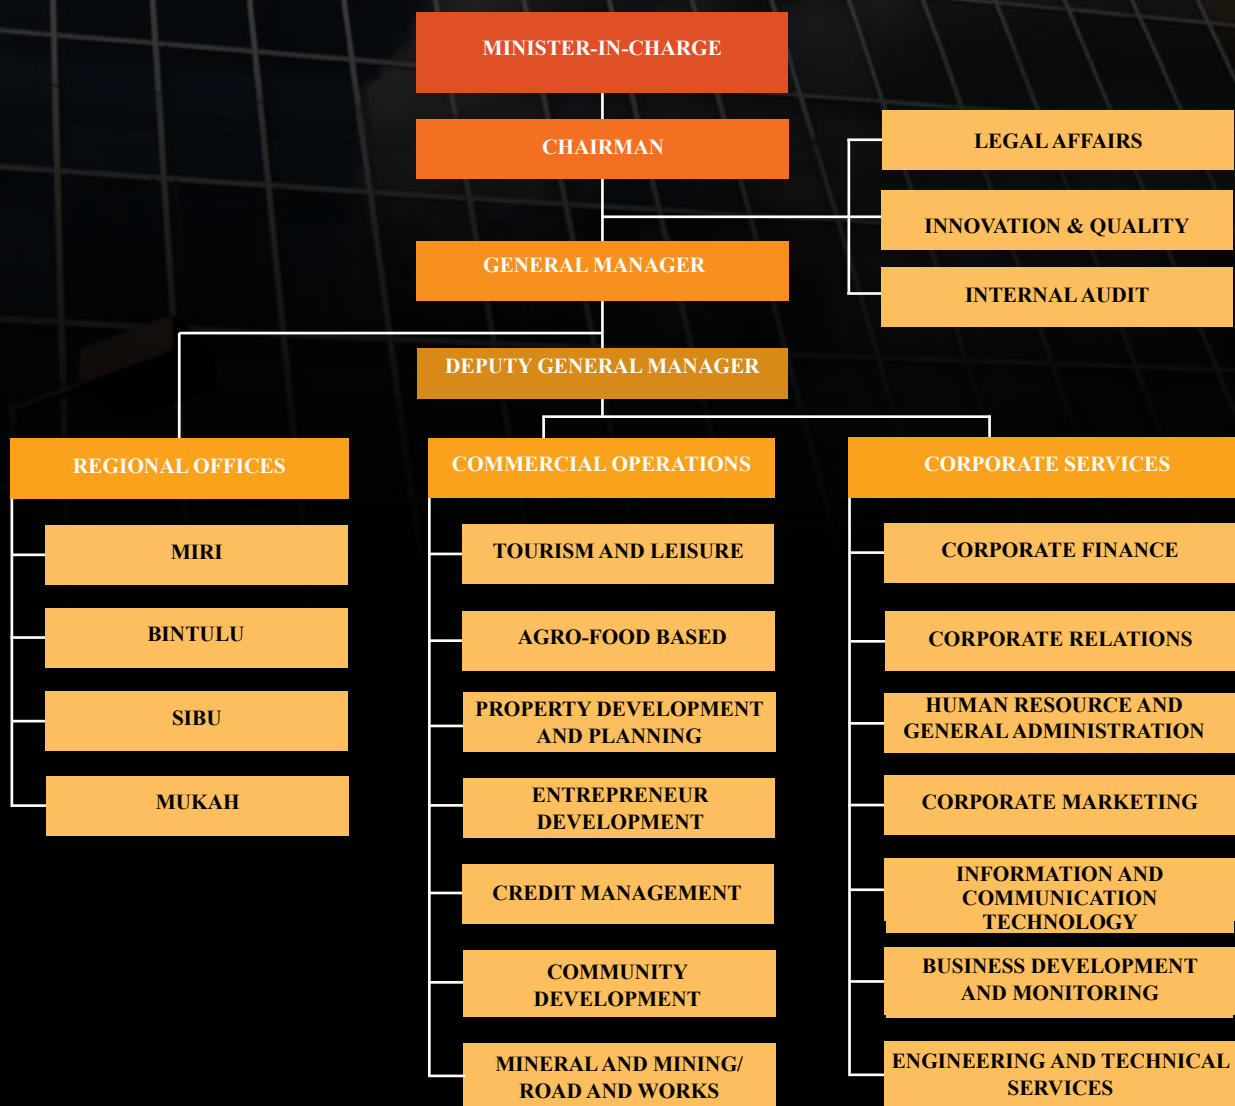 MINISTER-IN-CHARGE
CHAIRMAN
LEGAL AFFAIRS
INNOVATION & QUALITY
GENERAL MANAGER
INTERNAL AUDIT
DEPUTY GENERAL MANAGER
REGIONAL OFFICES
MIRI
BINTULU
SIBU
MUKAH
COMMERCIAL OPERATIONS
TOURISM AND LEISURE
AGRO-FOOD BASED
PROPERTY DEVELOPMENT
AND PLANNING
ENTREPRENEUR
DEVELOPMENT
CREDIT MANAGEMENT
COMMUNITY
DEVELOPMENT
MINERAL AND MINING/
ROAD AND WORKS
CORPORATE SERVICES
CORPORATE FINANCE
CORPORATE RELATIONS
HUMAN RESOURCE AND
GENERAL ADMINISTRATION
CORPORATE MARKETING
INFORMATION AND
COMMUNICATION
TECHNOLOGY
BUSINESS DEVELOPMENT
AND MONITORING
ENGINEERING AND TECHNICAL
SERVICES